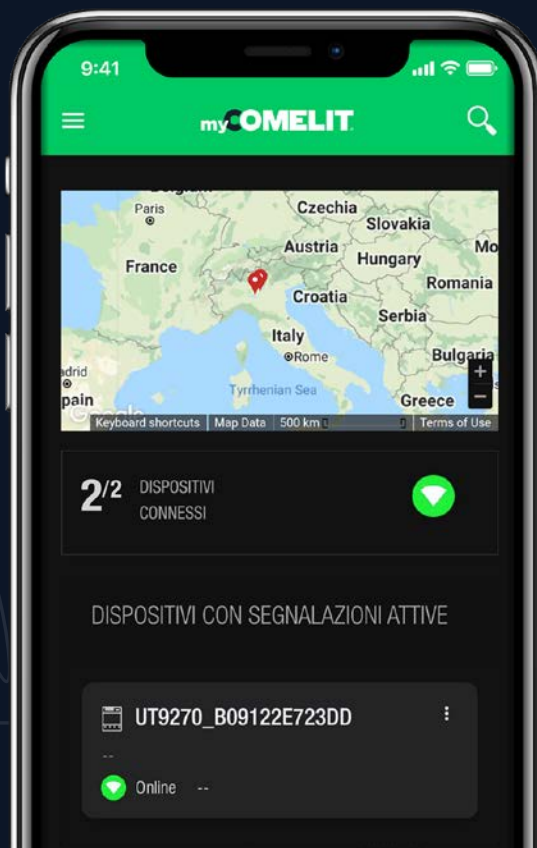 9:41
myCOMELIT
Paris
Czechia
Slovakia
Austria
Mo
France
Hungary
Romania
Croatia
Serbia
Italy
Rome
Bulgaria
adrid
pain
Tyrrhenian Sea
Greece
+
−
Google
Keyboard shortcuts Map Data 500 km Terms of Use
2/2 DISPOSITIVI
CONNESSI
DISPOSITIVI CON SEGNALAZIONI ATTIVE
UT9270_B09122E723DD
--
Online --